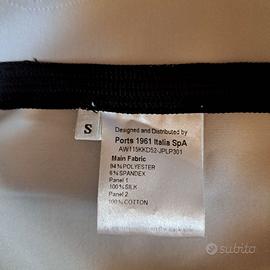 S
Designed and Distributed by
Ports 1961 Italia SpA
AW115KKD52-JPLP301
Main Fabric
94% POLYESTER
6% SPANDEX
Panel 1
100% SILK
Panel 2
100% COTTON
subito